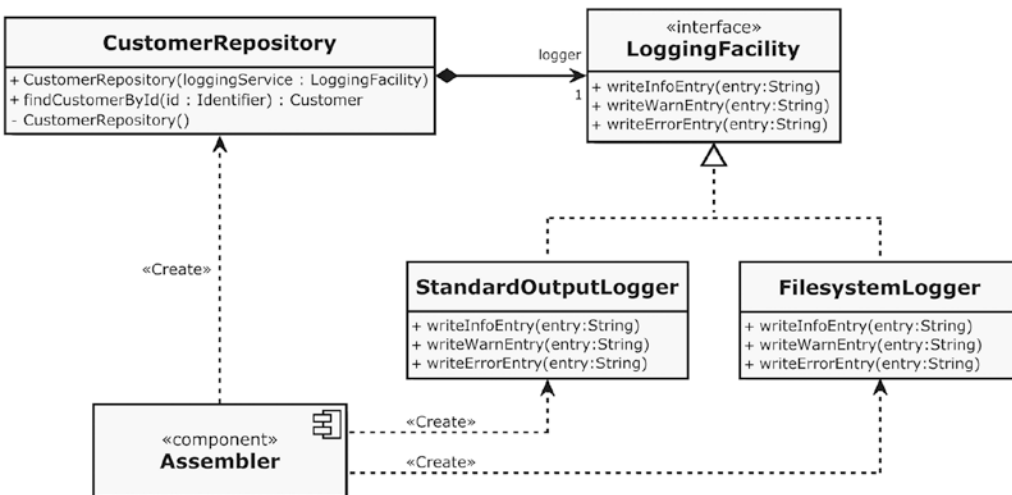 CustomerRepository
+ CustomerRepository(loggingService : LoggingFacility)
+ findCustomerById(id : Identifier) : Customer
- CustomerRepository()
logger
1
«interface»
LoggingFacility
+ writeInfoEntry(entry:String)
+ writeWarnEntry(entry:String)
+ writeErrorEntry(entry:String)
«Create»
StandardOutputLogger
+ writeInfoEntry(entry:String)
+ writeWarnEntry(entry:String)
+ writeErrorEntry(entry:String)
FilesystemLogger
+ writeInfoEntry(entry:String)
+ writeWarnEntry(entry:String)
+ writeErrorEntry(entry:String)
«component»
Assembler
«Create»
«Create»